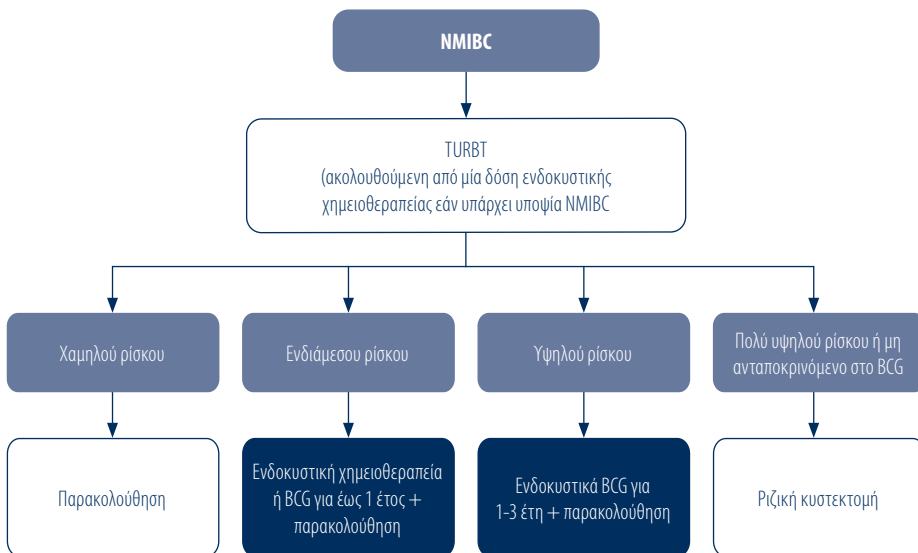 NMIBC
TURBT
(ακολουθούμενη από μία δόση ενδοκυστικής
χημειοθεραπείας εάν υπάρχει υποψία NMIBC
Χαμηλού ρίσκου
Ενδιάμεσου ρίσκου
Υψηλού ρίσκου
Πολύ υψηλού ρίσκου ή μη
ανταποκρινόμενο στο BCG
Παρακολούθηση
Ενδοκυστική χημειοθεραπεία
ή BCG για έως 1 έτος +
παρακολούθηση
Ενδοκυστικά BCG για
1-3 έτη + παρακολούθηση
Ριζική κυστεκτομή